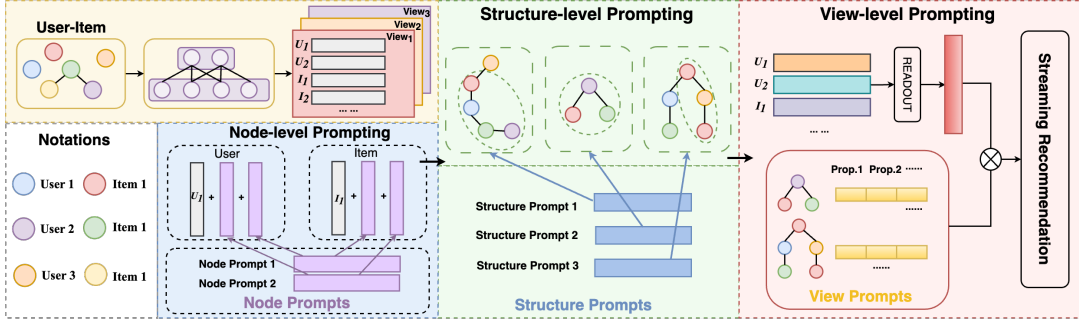 User-Item
View3
View2
View1
U1
U2
I1
I2
... ...
Notations
User 1
Item 1
User 2
Item 1
User 3
Item 1
Node-level Prompting
User
Item
U1
+
+
I1
+
+
Node Prompt 1
Node Prompt 2
Node Prompts
Structure-level Prompting
Structure Prompt 1
Structure Prompt 2
Structure Prompt 3
Structure Prompts
View-level Prompting
U1
U2
I1
... ...
READOUT
Prop.1 Prop.2 ......
......
......
View Prompts
Streaming Recommendation